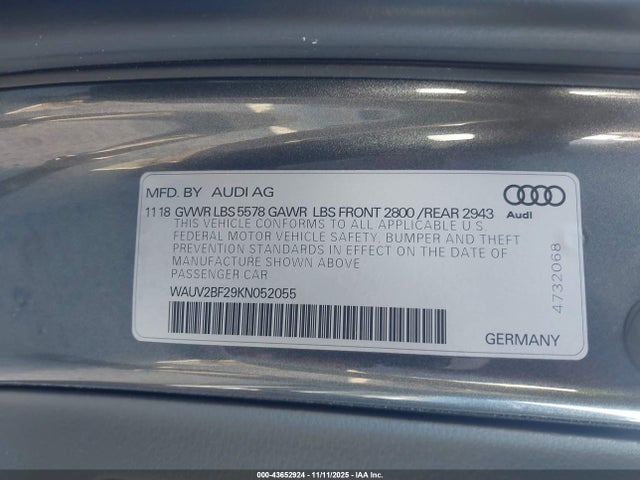 MFD. BY AUDI AG
Audi
11 18 GVWR LBS 5578 GAWR LBS FRONT 2800 /REAR 2943
THIS VEHICLE CONFORMS TO ALL APPLICABLE U S
FEDERAL MOTOR VEHICLE SAFETY, BUMPER AND THEFT
PREVENTION STANDARDS IN EFFECT ON THE DATE OF
MANUFACTURE SHOWN ABOVE
PASSENGER CAR
WAUV2BF29KN052055
4732068
GERMANY
000-43652924 - 11/11/2025 - IAAI Inc.